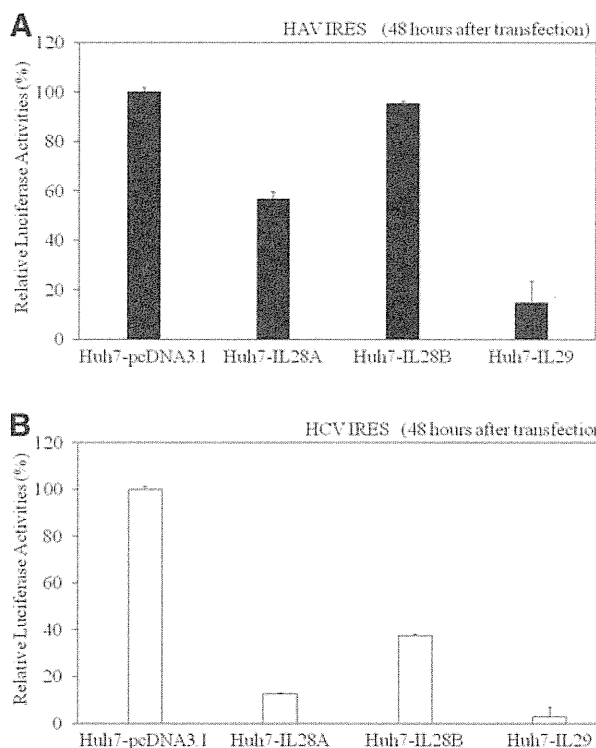 A
HAV IRES (48 hours after transfection)
Relative Luciferase Activities (%)
120
100
80
60
40
20
0
Huh7-pcDNA3.1 Huh7-IL28A Huh7-IL28B Huh7-IL29
B
HCV IRES (48 hours after transfection
Relative Luciferase Activities (%)
120
100
80
60
40
20
0
Huh7-pcDNA3.1 Huh7-IL28A Huh7-IL28B Huh7-IL29